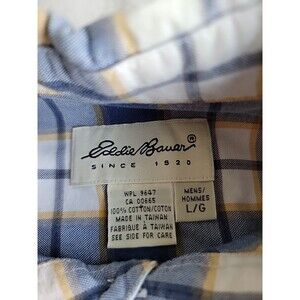 Eddie Bauer®
SINCE 1920
WPL 9647
CA 00665
100% COTTON/COTON
MADE IN TAIWAN
FABRIQUÉ À TAIWAN
SEE SIDE FOR CARE
MENS/
HOMMES
L/G